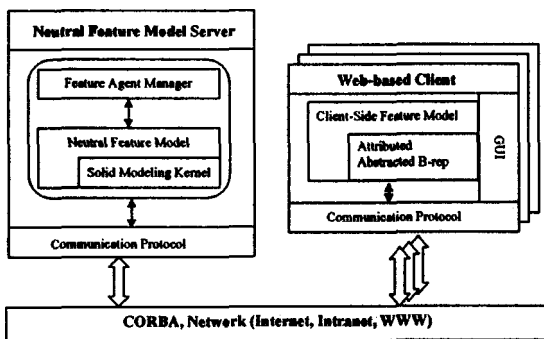 Neutral Feature Model Server
Feature Agent Manager
Neutral Feature Model
Solid Modeling Kernel
Communication Protocol
Web-based Client
Client-Side Feature Model
Attributed
Abstracted B-rep
GUI
Communication Protocol
CORBA, Network (Internet, Intranet, WWW)